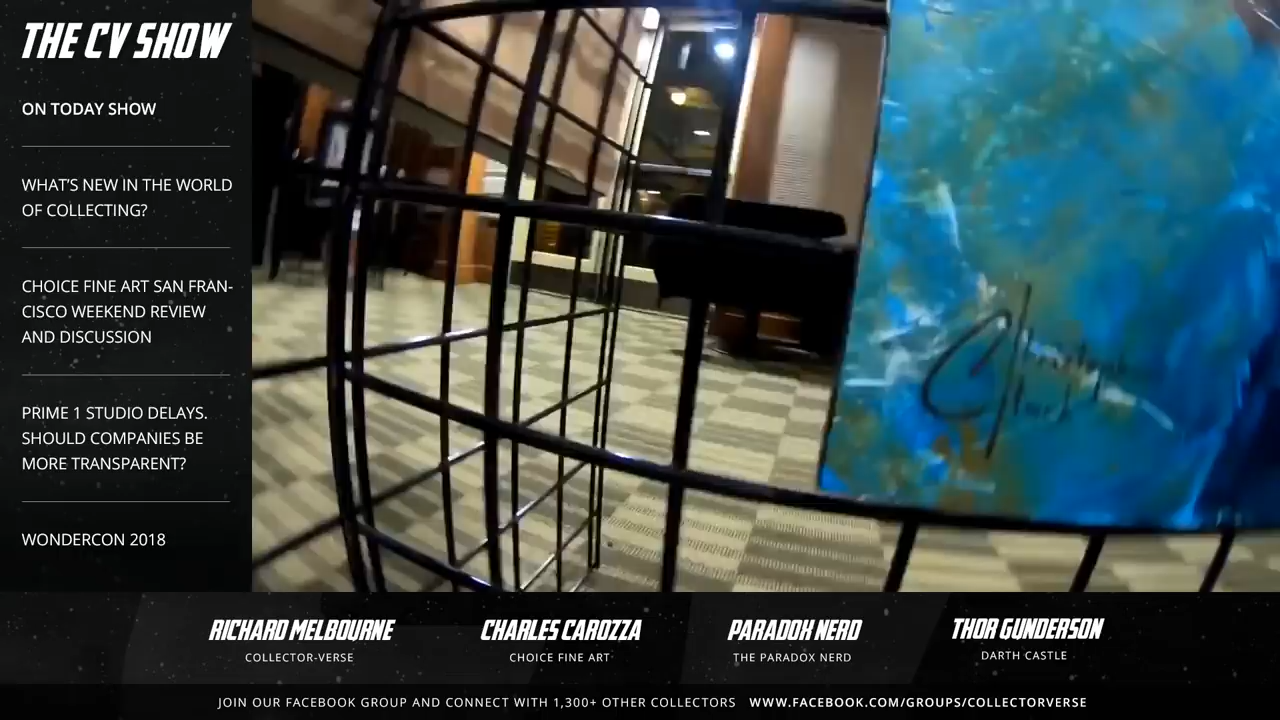 THE CV SHOW
ON TODAY SHOW
WHAT'S NEW IN THE WORLD
OF COLLECTING?
CHOICE FINE ART SAN FRAN-
CISCO WEEKEND REVIEW
AND DISCUSSION
PRIME 1 STUDIO DELAYS.
SHOULD COMPANIES BE
MORE TRANSPARENT?
WONDERCON 2018
RICHARD MELBOURNE
COLLECTOR-VERSE
CHARLES CAROZZA
CHOICE FINE ART
PARADOX NERD
THE PARADOX NERD
THOR GUNDERSON
DARTH CASTLE
JOIN OUR FACEBOOK GROUP AND CONNECT WITH 1,300+ OTHER COLLECTORS WWW.FACEBOOK.COM/GROUPS/COLLECTORVERSE